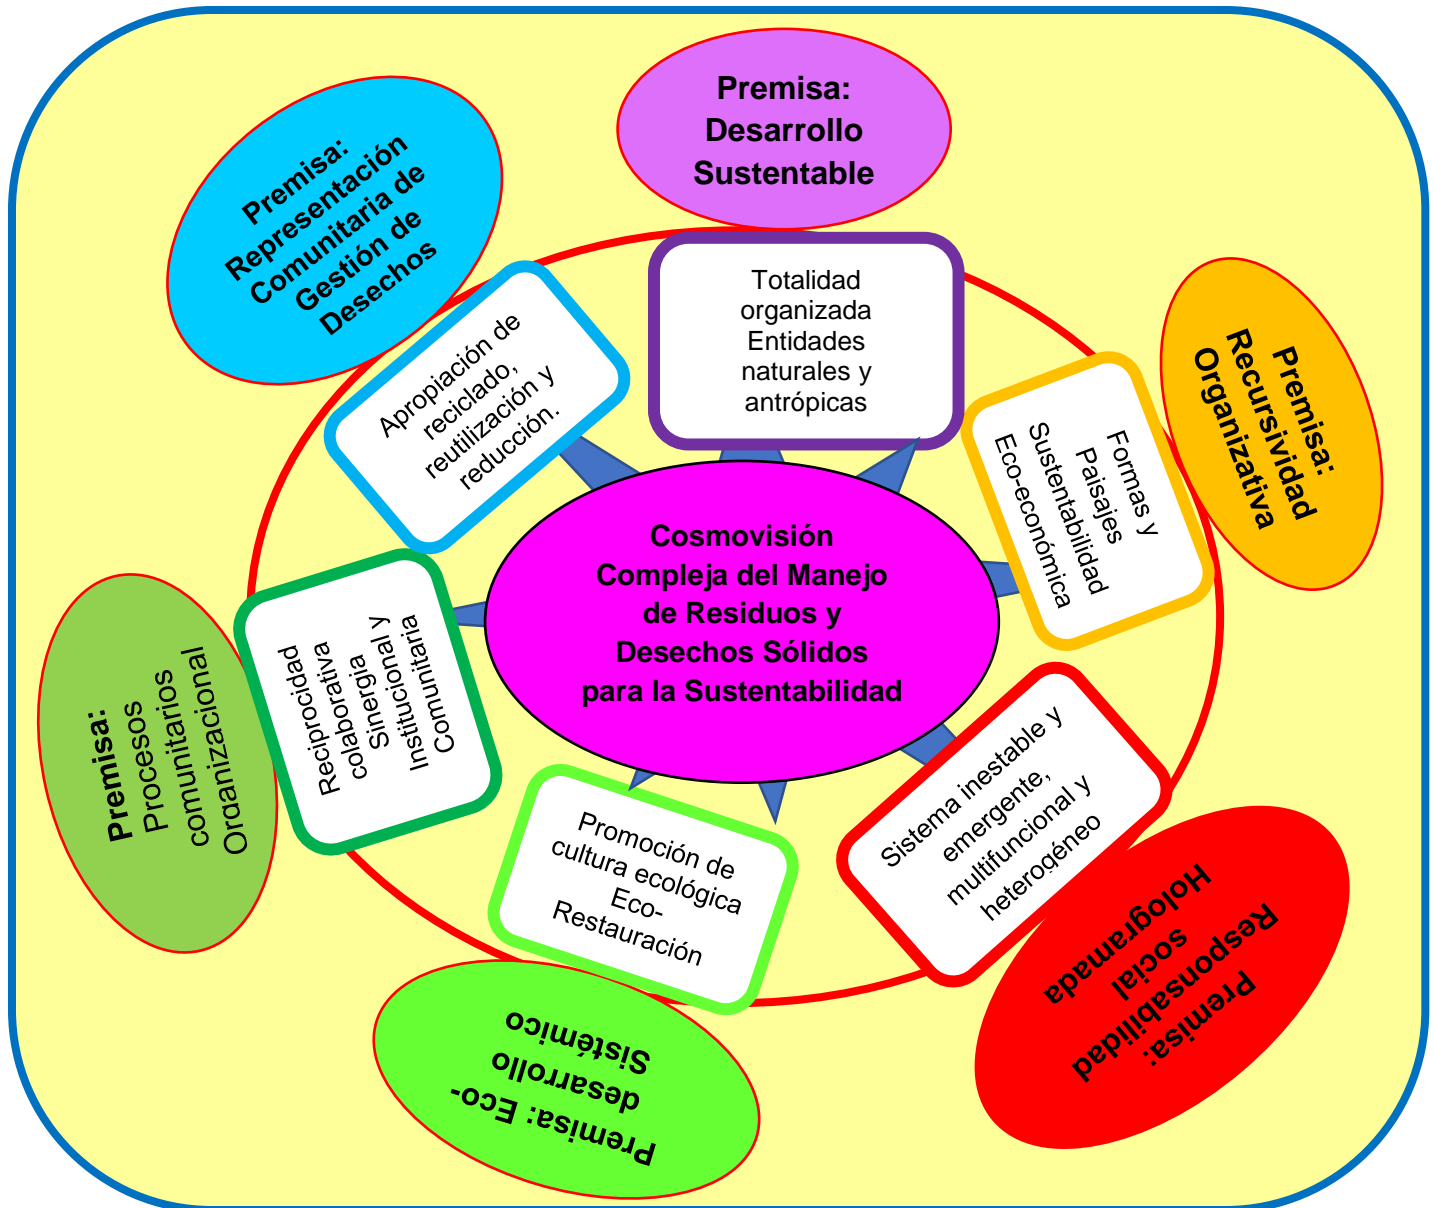 Premisa:
Desarrollo
Sustentable
Premisa:
Representación
Comunitaria de
Gestión de
Desechos
Totalidad
organizada
Entidades
naturales y
antrópicas
Apropiación de
reciclado,
reutilización y
reducción.
Premisa:
Recursividad
Organizativa
Formas y
Paisajes
Sustentabilidad
Eco-económica
Cosmovisión
Compleja del Manejo
de Residuos y
Desechos Sólidos
para la Sustentabilidad
Premisa:
Procesos
comunitarios
Organizacional
Reciprocidad
colaborativa
Sinergia
Institucional y
Comunitaria
Sistema inestable y
emergente,
multifuncional y
heterogéneo
Premisa:
Responsabilidad
social
Hologramada
Promoción de
cultura ecológica
Eco-
Restauración
Premisa: Eco-
desarrollo
Sistémico